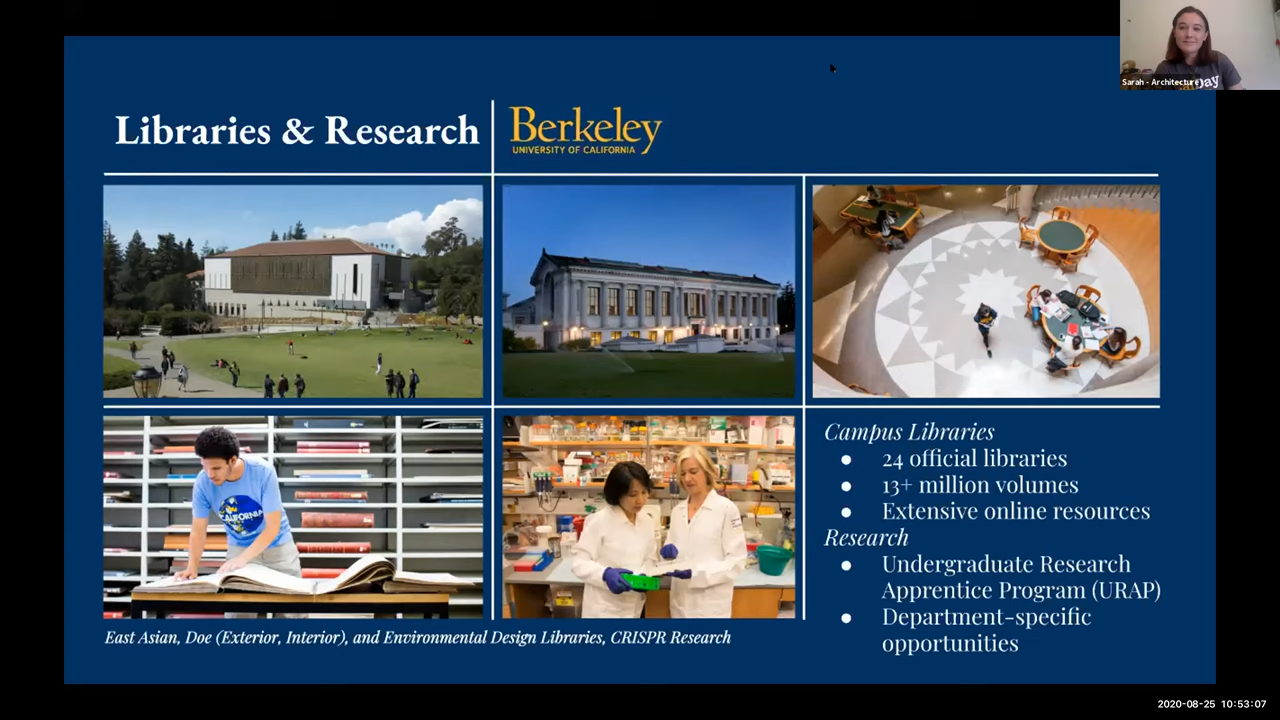 Sarah - Architecture
Libraries & Research
Berkeley
UNIVERSITY OF CALIFORNIA
CALIFORNIA
Campus Libraries
● 24 official libraries
● 13+ million volumes
● Extensive online resources
Research
● Undergraduate Research
Apprentice Program (URAP)
● Department-specific
opportunities
East Asian, Doe (Exterior, Interior), and Environmental Design Libraries, CRISPR Research
2020-08-25 10:53:07